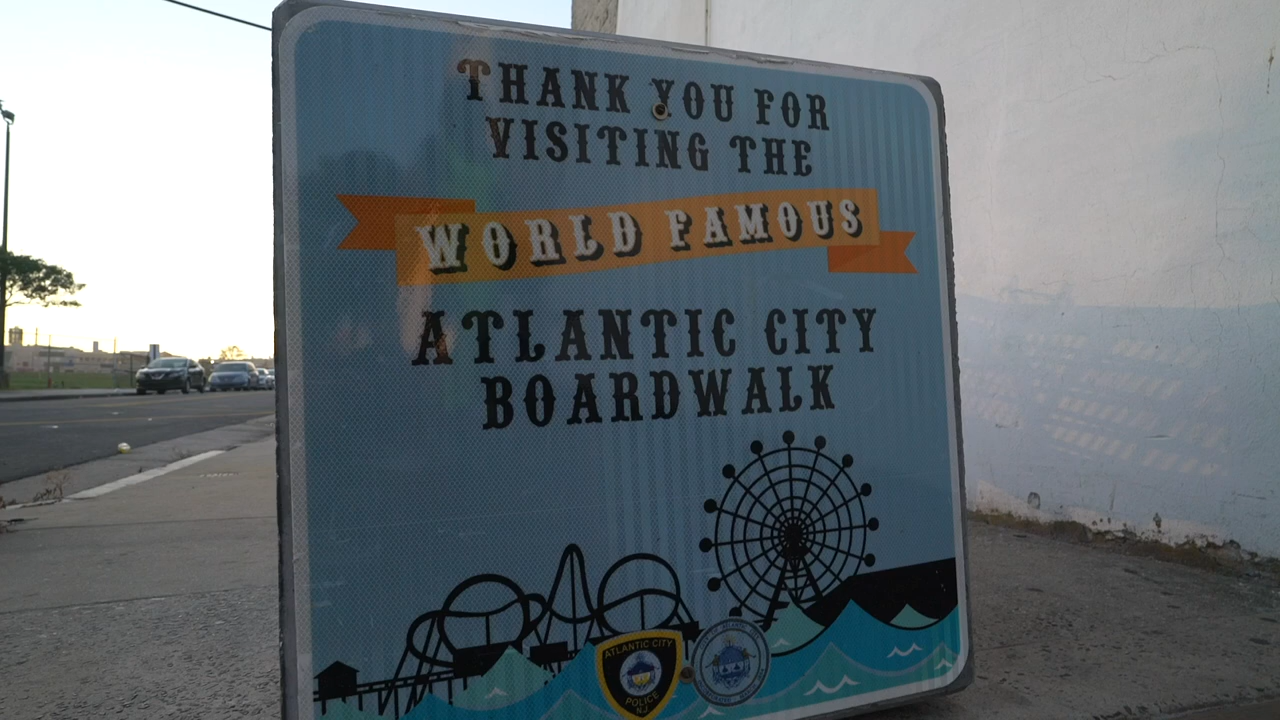 THANK YOU FOR
VISITING THE
WORLD FAMOUS
ATLANTIC CITY
BOARDWALK
ATLANTIC CITY
POLICE
N.J.